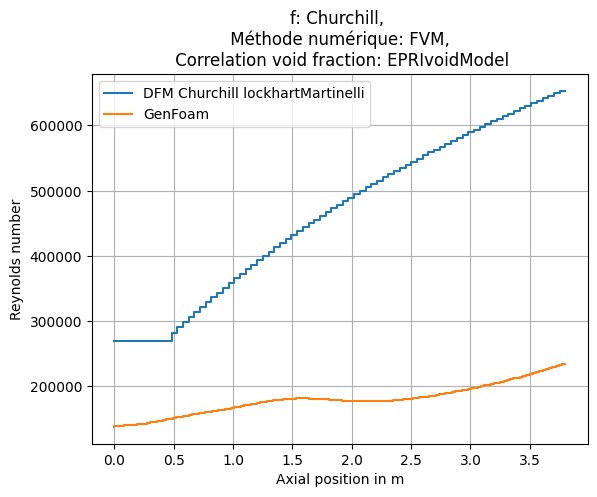 f: Churchill,
Méthode numérique: FVM,
Correlation void fraction: EPRIvoidModel
DFM Churchill lockhartMartinelli
GenFoam
600000
500000
400000
300000
200000
Reynolds number
0.0 0.5 1.0 1.5 2.0 2.5 3.0 3.5
Axial position in m